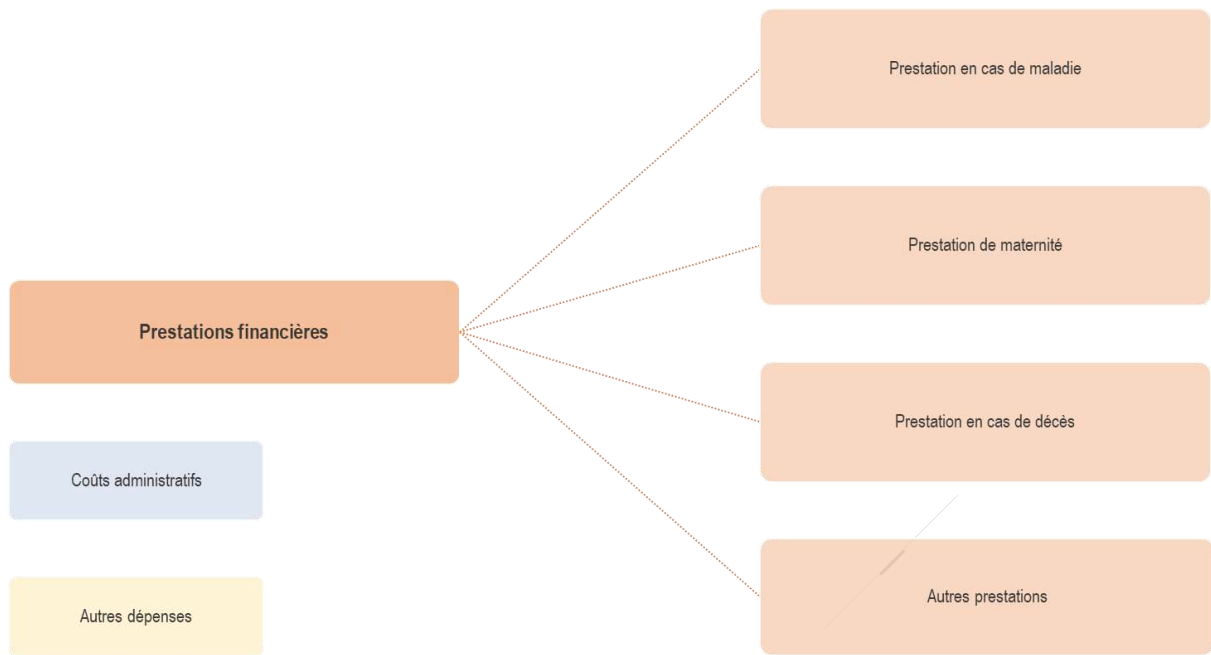 Prestation en cas de maladie
Prestation de maternité
Prestations financières
Prestation en cas de décès
Coûts administratifs
Autres prestations
Autres dépenses